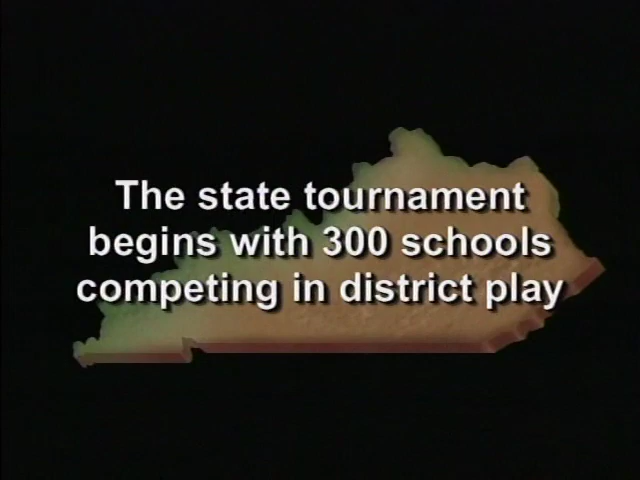 The state tournament
begins with 300 schools
competing in district play